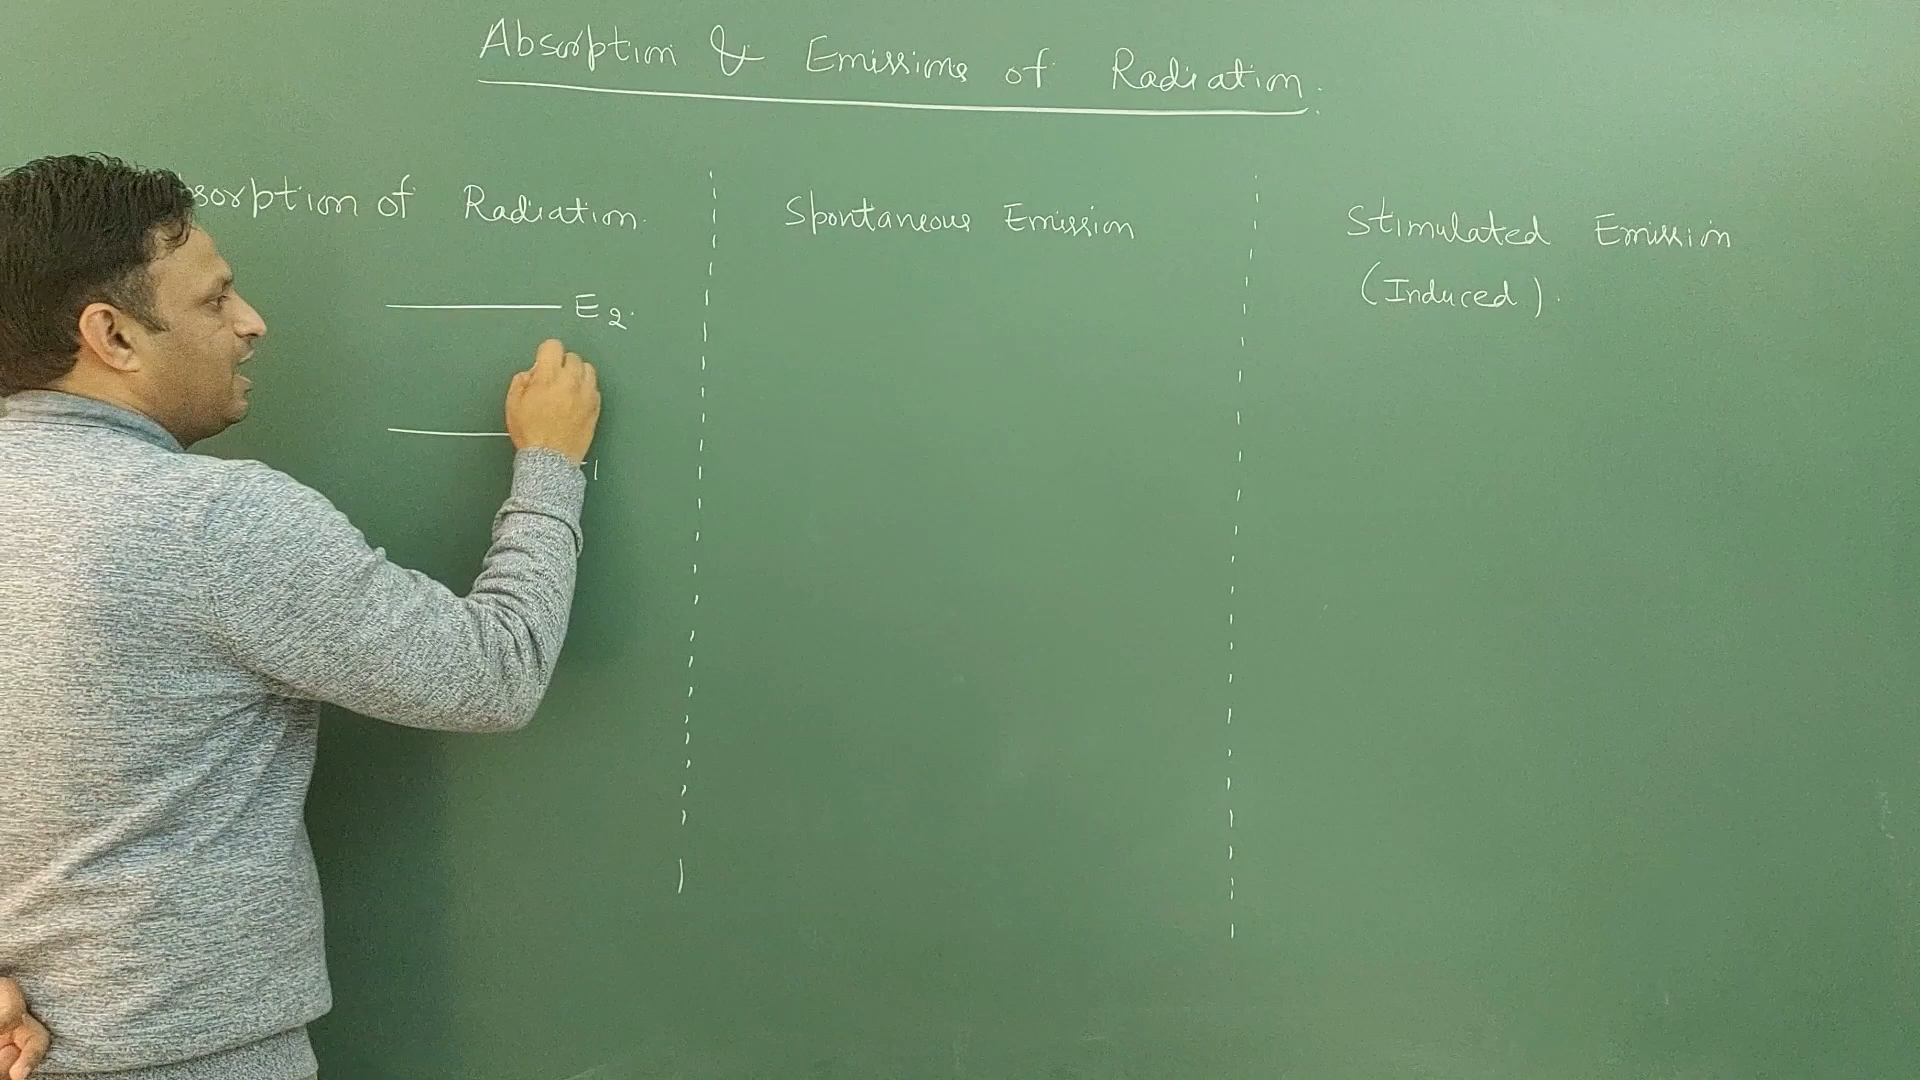 Absorption & Emissions of Radiation.
sorption of Radiation.
E2.
Spontaneous Emission
Stimulated Emission
(Induced).